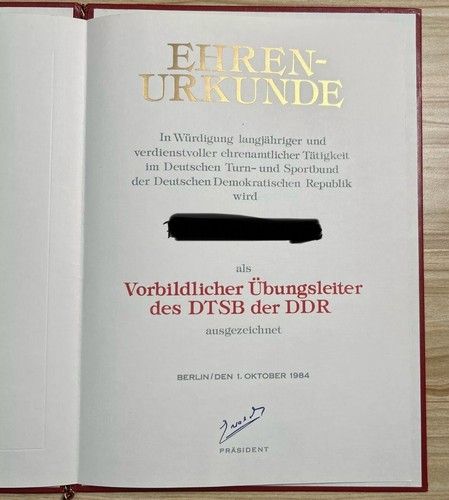 EHREN-
URKUNDE
In Würdigung langjähriger und
verdienstvoller ehrenamtlicher Tätigkeit
im Deutschen Turn- und Sportbund
der Deutschen Demokratischen Republik
wird
als
Vorbildlicher Übungsleiter
des DTSB der DDR
ausgezeichnet
BERLIN/DEN 1. OKTOBER 1984
PRÄSIDENT